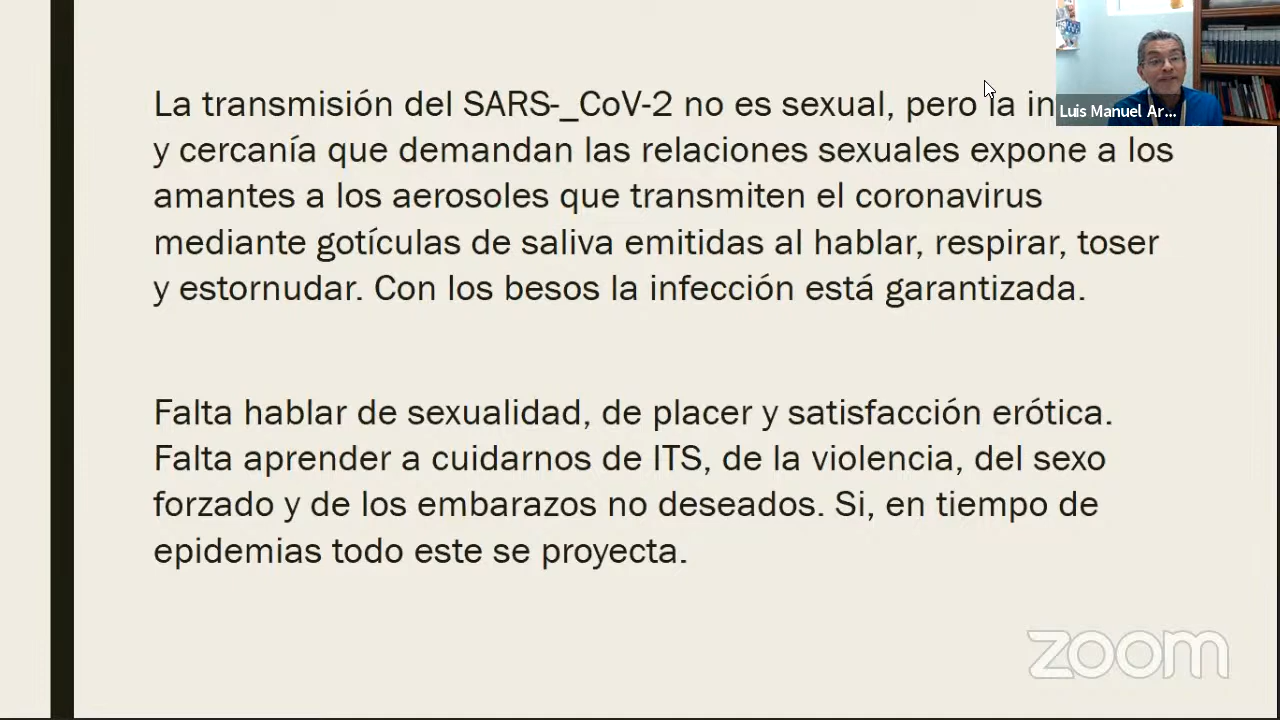 La transmisión del SARS-_CoV-2 no es sexual, pero la
y cercanía que demandan las relaciones sexuales expone a los
amantes a los aerosoles que transmiten el coronavirus
mediante gotículas de saliva emitidas al hablar, respirar, toser
y estornudar. Con los besos la infección está garantizada.
Falta hablar de sexualidad, de placer y satisfacción erótica.
Falta aprender a cuidarnos de ITS, de la violencia, del sexo
forzado y de los embarazos no deseados. Si, en tiempo de
epidemias todo este se proyecta.
Luis Manuel Ar...
zoom